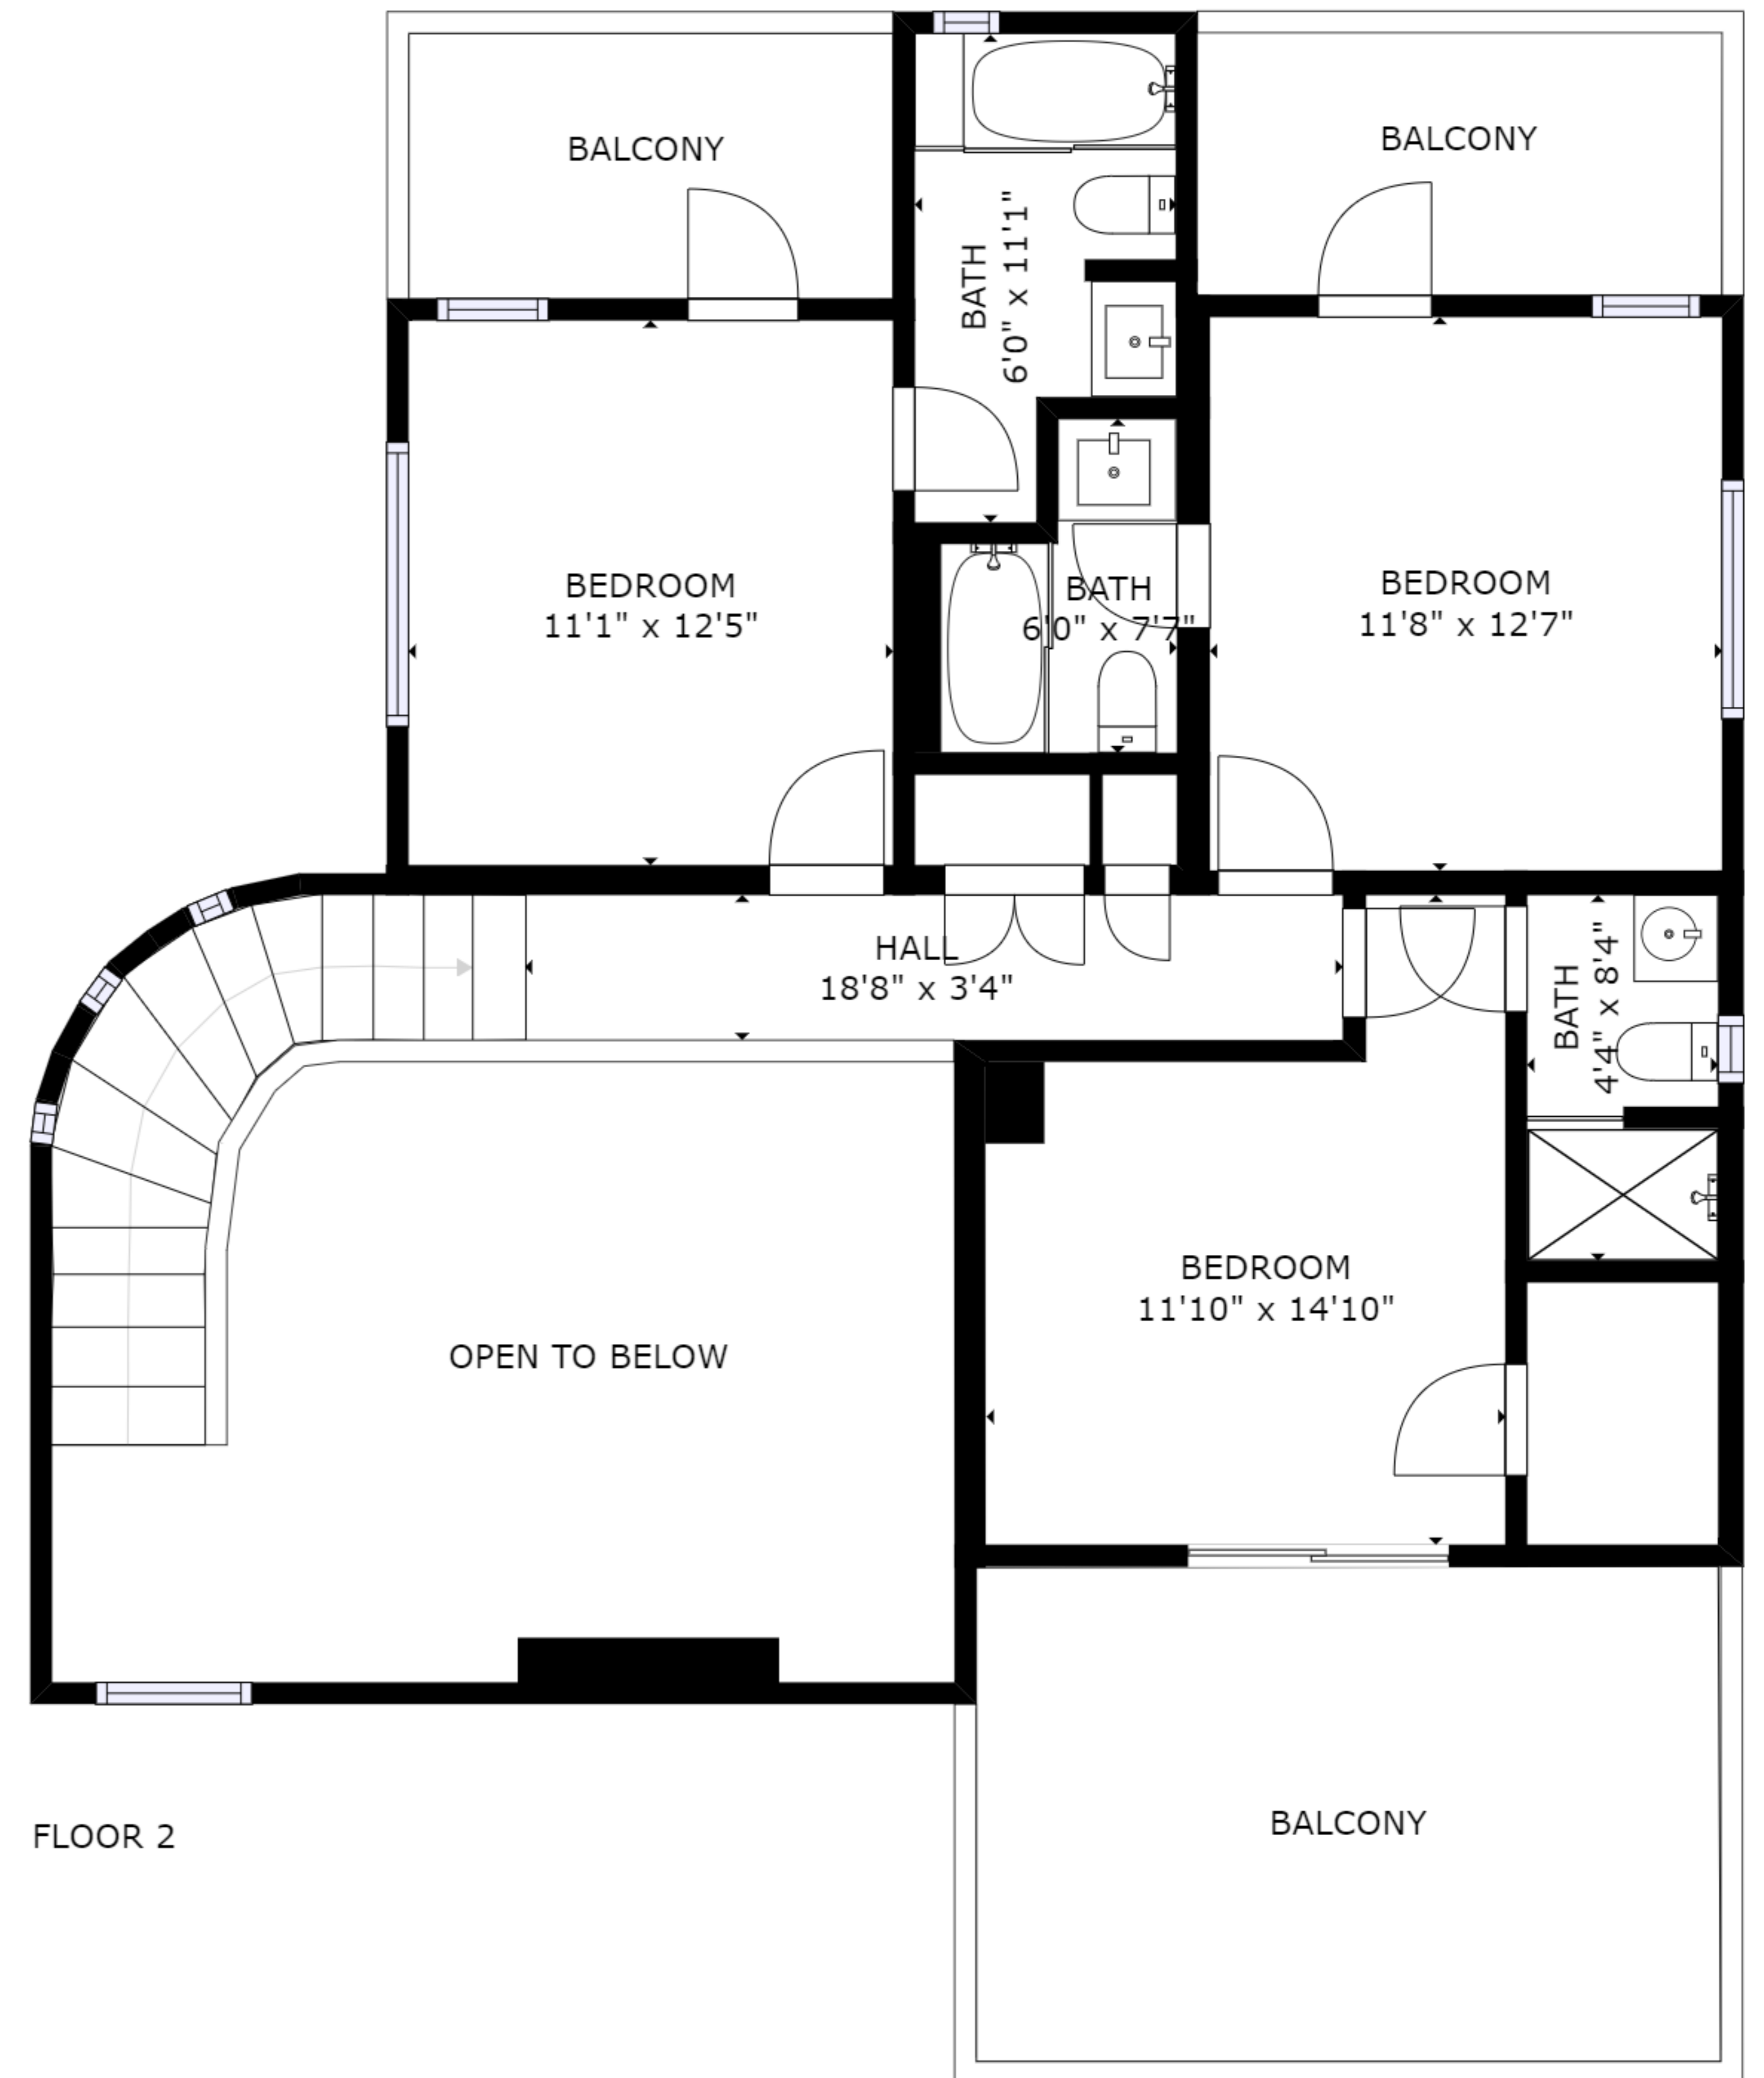 BALCONY
BALCONY
BATH
6'0" x 11'1"
BEDROOM
11'1" x 12'5"
BATH
6'0" x 7'7"
BEDROOM
11'8" x 12'7"
HALL
18'8" x 3'4"
BATH
4'4" x 8'4"
BEDROOM
11'10" x 14'10"
OPEN TO BELOW
BALCONY
FLOOR 2